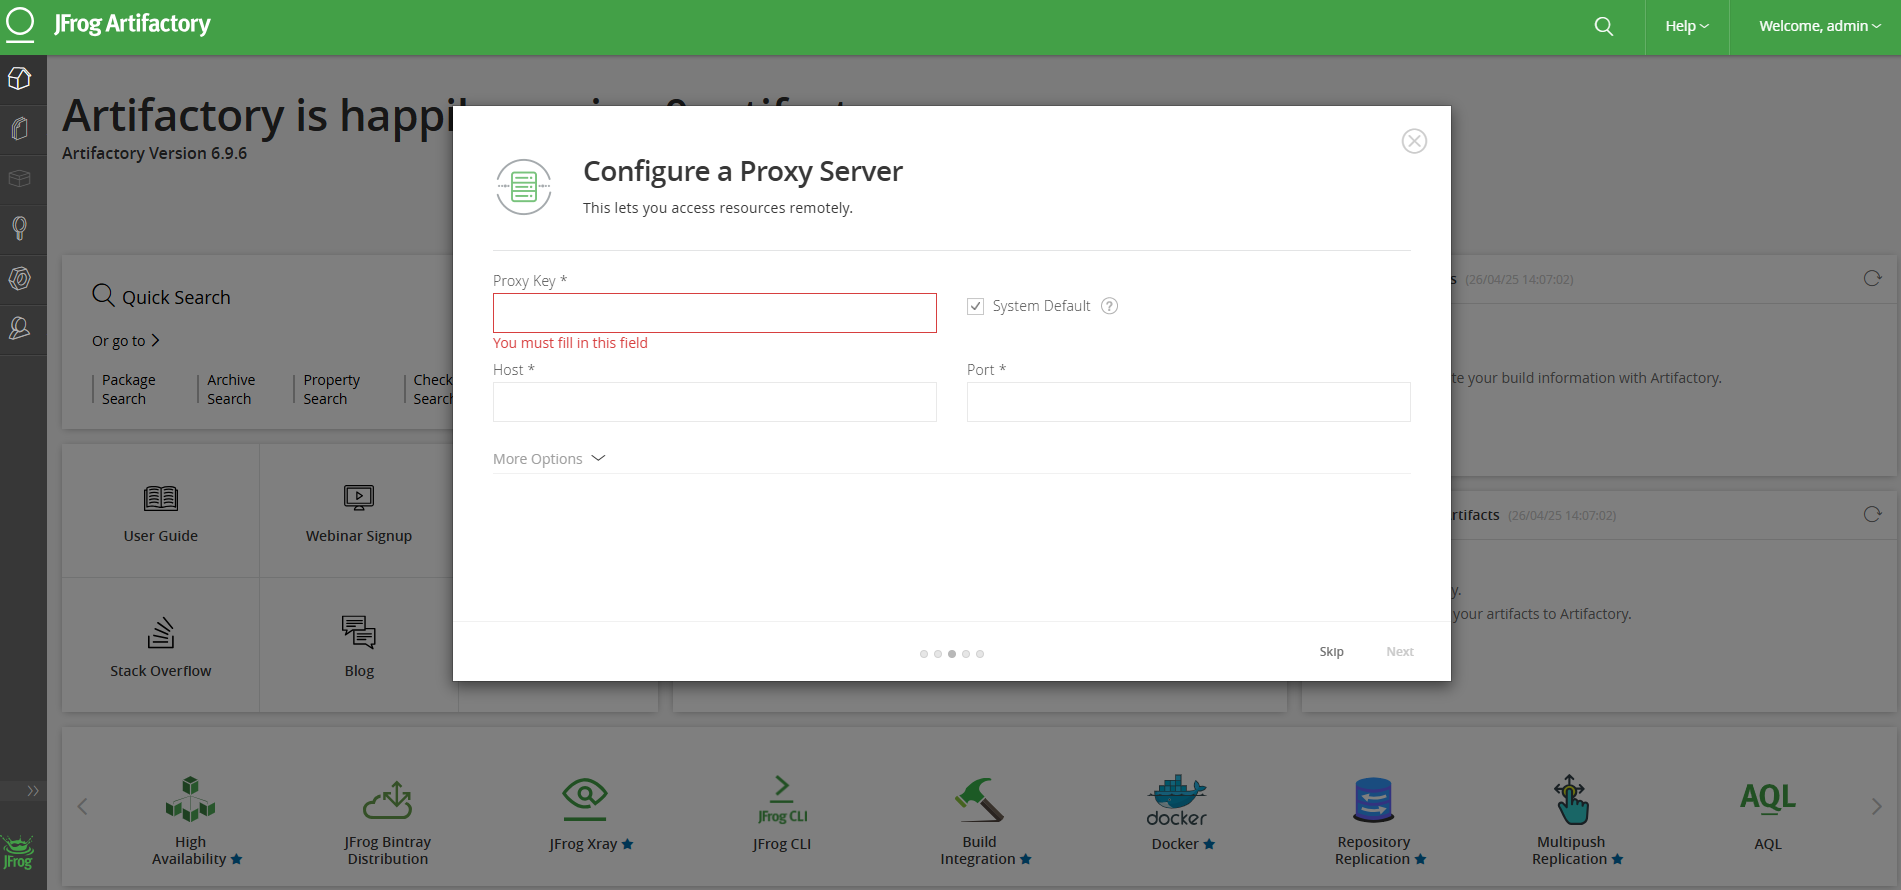 JFrog Artifactory
Help
Welcome, admin
Artifactory is happi
Artifactory Version 6.9.6
Configure a Proxy Server
This lets you access resources remotely.
Proxy Key *
System Default ?
You must fill in this field
Host *
Port *
More Options
Skip
Next
Quick Search
Or go to
Package
Search
Archive
Search
Property
Search
Check
Search
s (26/04/25 14:07:02)
te your build information with Artifactory.
User Guide
Webinar Signup
Stack Overflow
Blog
rtifacts (26/04/25 14:07:02)
y.
your artifacts to Artifactory.
High
Availability
JFrog Bintray
Distribution
JFrog Xray
JFrog CLI
JFrog CLI
Build
Integration
docker
Docker
Repository
Replication
Multipush
Replication
AQL
AQL
JFrog